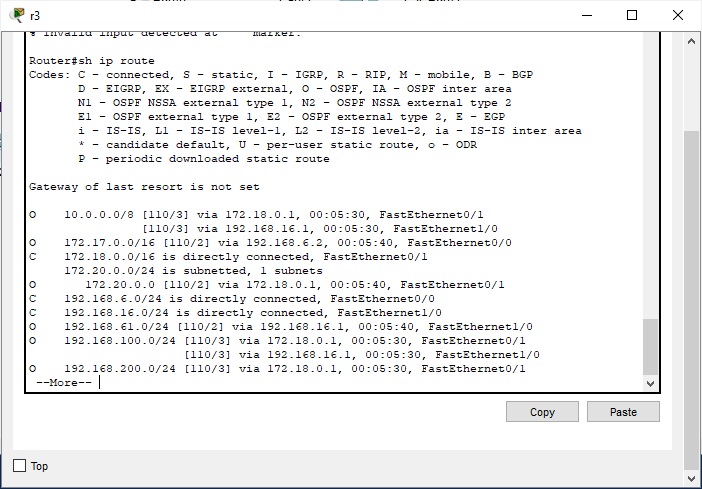 r3
% Invalid input detected at marker.
Router#sh ip route
Codes: C - connected, S - static, I - IGRP, R - RIP, M - mobile, B - BGP
       D - EIGRP, EX - EIGRP external, O - OSPF, IA - OSPF inter area
       N1 - OSPF NSSA external type 1, N2 - OSPF NSSA external type 2
       E1 - OSPF external type 1, E2 - OSPF external type 2, E - EGP
       i - IS-IS, L1 - IS-IS level-1, L2 - IS-IS level-2, ia - IS-IS inter area
       * - candidate default, U - per-user static route, o - ODR
       P - periodic downloaded static route
Gateway of last resort is not set
O    10.0.0.0/8 [110/3] via 172.18.0.1, 00:05:30, FastEthernet0/1
                [110/3] via 192.168.16.1, 00:05:30, FastEthernet1/0
O    172.17.0.0/16 [110/2] via 192.168.6.2, 00:05:40, FastEthernet0/0
C    172.18.0.0/16 is directly connected, FastEthernet0/1
     172.20.0.0/24 is subnetted, 1 subnets
O       172.20.0.0 [110/2] via 172.18.0.1, 00:05:40, FastEthernet0/1
C    192.168.6.0/24 is directly connected, FastEthernet0/0
C    192.168.16.0/24 is directly connected, FastEthernet1/0
O    192.168.61.0/24 [110/2] via 192.168.16.1, 00:05:40, FastEthernet1/0
O    192.168.100.0/24 [110/3] via 172.18.0.1, 00:05:30, FastEthernet0/1
                      [110/3] via 192.168.16.1, 00:05:30, FastEthernet1/0
O    192.168.200.0/24 [110/3] via 172.18.0.1, 00:05:30, FastEthernet0/1
 --More--
Copy Paste
Top